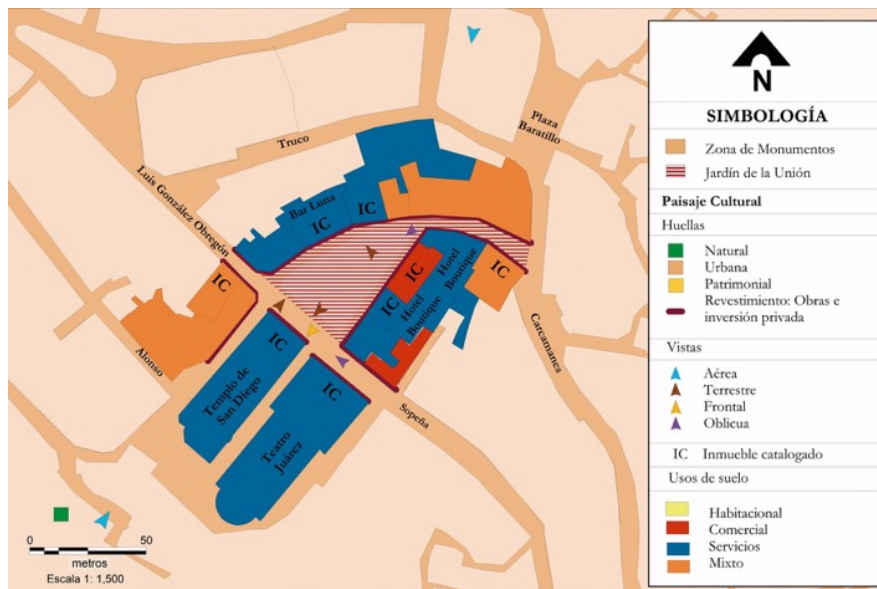 Plaza
Baratillo
Truco
Luis González Obregón
Bar Luna
IC
IC
IC
Hotel
Boutique
IC
IC
IC
Hotel
Boutique
Alonso
Templo de
San Diego
IC
Teatro
Juárez
IC
Sopeña
Carcamanes
0
50
metros
Escala 1: 1,500
N
SIMBOLOGÍA
Zona de Monumentos
Jardín de la Unión
Paisaje Cultural
Huellas
Natural
Urbana
Patrimonial
Revestimiento: Obras e
inversión privada
Vistas
Aérea
Terrestre
Frontal
Oblicua
IC Inmueble catalogado
Usos de suelo
Habitacional
Comercial
Servicios
Mixto